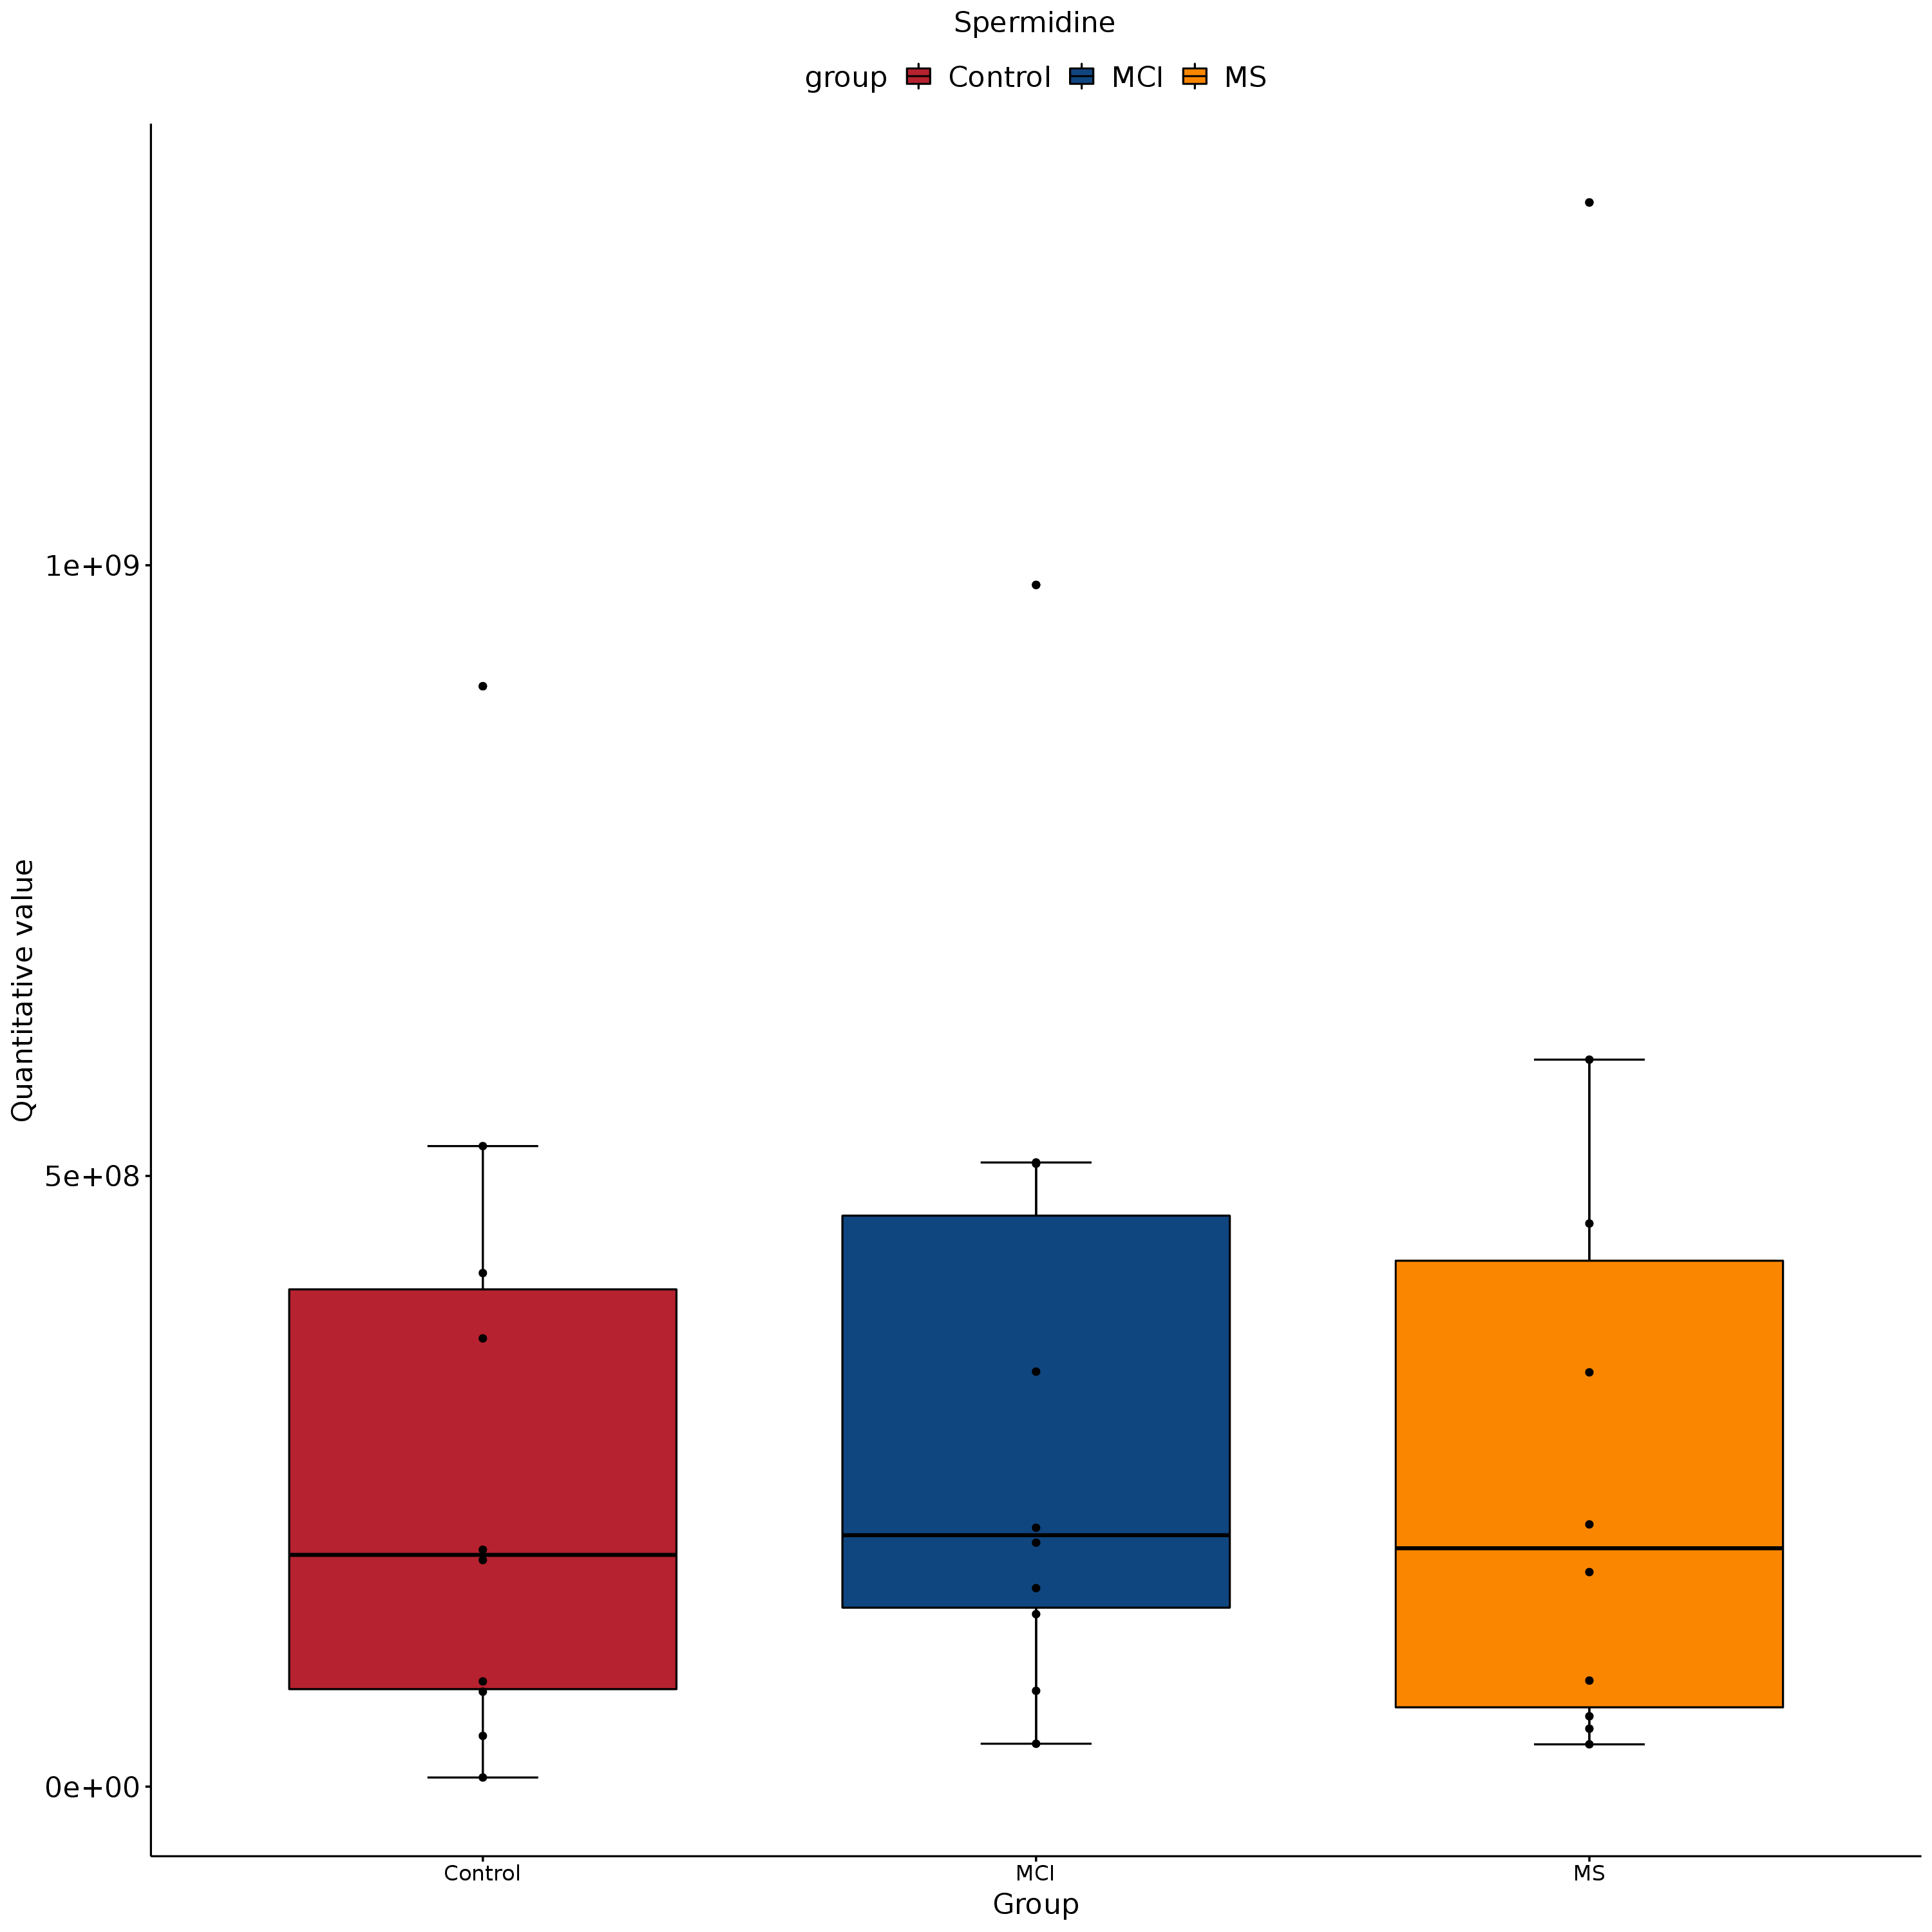 Spermidine
group Control MCI MS
Quantitative value
1e+09
5e+08
0e+00
Control MCI MS
Group